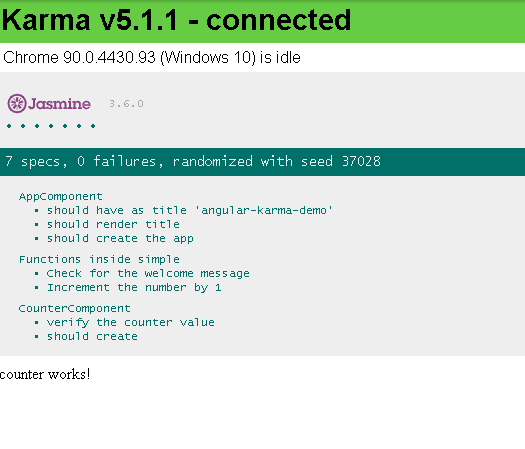 Karma v5.1.1 - connected
Chrome 90.0.4430.93 (Windows 10) is idle
Jasmine 3.6.0
• • • • • • •
7 specs, 0 failures, randomized with seed 37028
AppComponent
• should have as title 'angular-karma-demo'
• should render title
• should create the app
Functions inside simple
• Check for the welcome message
• Increment the number by 1
CounterComponent
• verify the counter value
• should create
counter works!